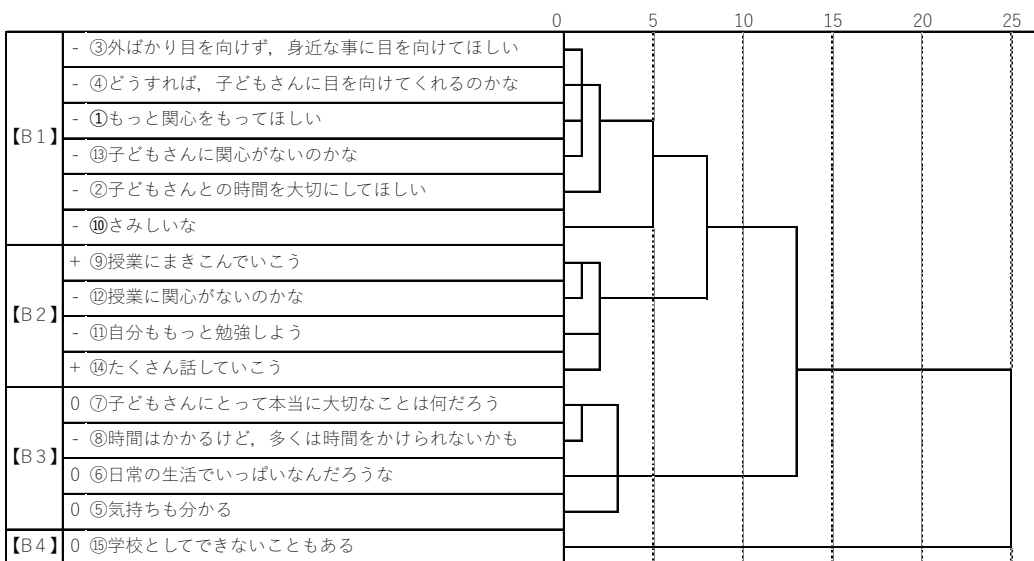 0 5 10 15 20 25
【B1】
- ③外ばかり目を向けず，身近な事に目を向けてほしい
- ④どうすれば，子どもさんに目を向けてくれるのかな
- ①もっと関心をもってほしい
- ⑬子どもさんに関心がないのかな
- ②子どもさんとの時間を大切にしてほしい
- ⑩さみしいな
【B2】
+ ⑨授業にまきこんでいこう
- ⑫授業に関心がないのかな
- ⑪自分ももっと勉強しよう
+ ⑭たくさん話していこう
【B3】
0 ⑦子どもさんにとって本当に大切なことは何だろう
- ⑧時間はかかるけど，多くは時間をかけられないかも
0 ⑥日常の生活でいっぱいなんだろうな
0 ⑤気持ちも分かる
【B4】 0 ⑮学校としてできないこともある